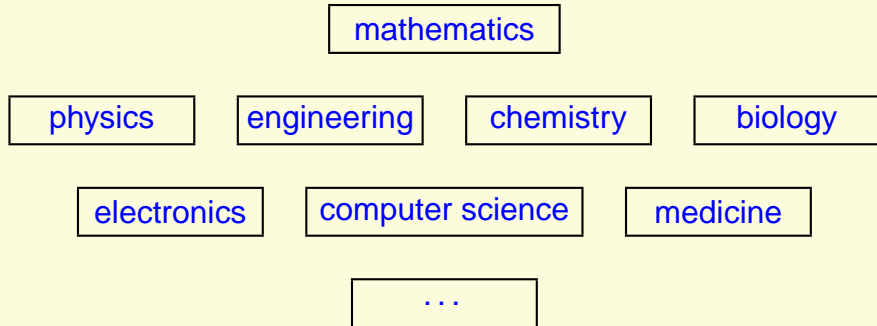 mathematics
physics engineering chemistry biology
electronics computer science medicine
...